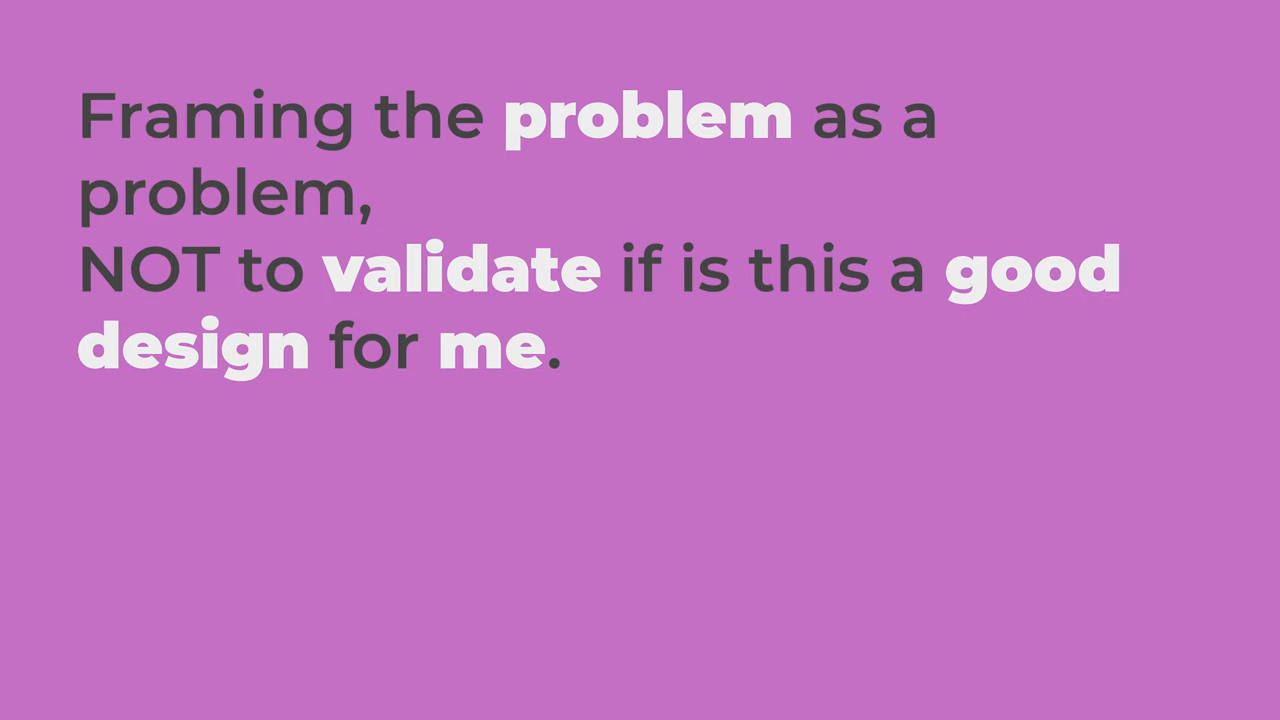 Framing the problem as a
problem,
NOT to validate if is this a good
design for me.